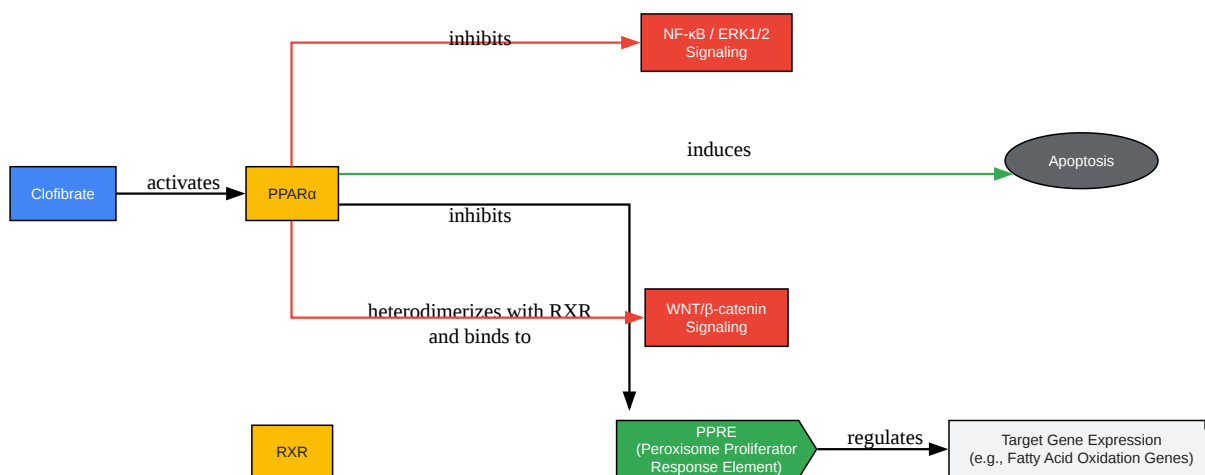 inhibits
NF-κB / ERK1/2
Signaling
induces
Apoptosis
Clofibrate
activates
PPARα
inhibits
heterodimerizes with RXR
and binds to
WNT/β-catenin
Signaling
RXR
PPRE
(Peroxisome Proliferator
Response Element)
regulates
Target Gene Expression
(e.g., Fatty Acid Oxidation Genes)